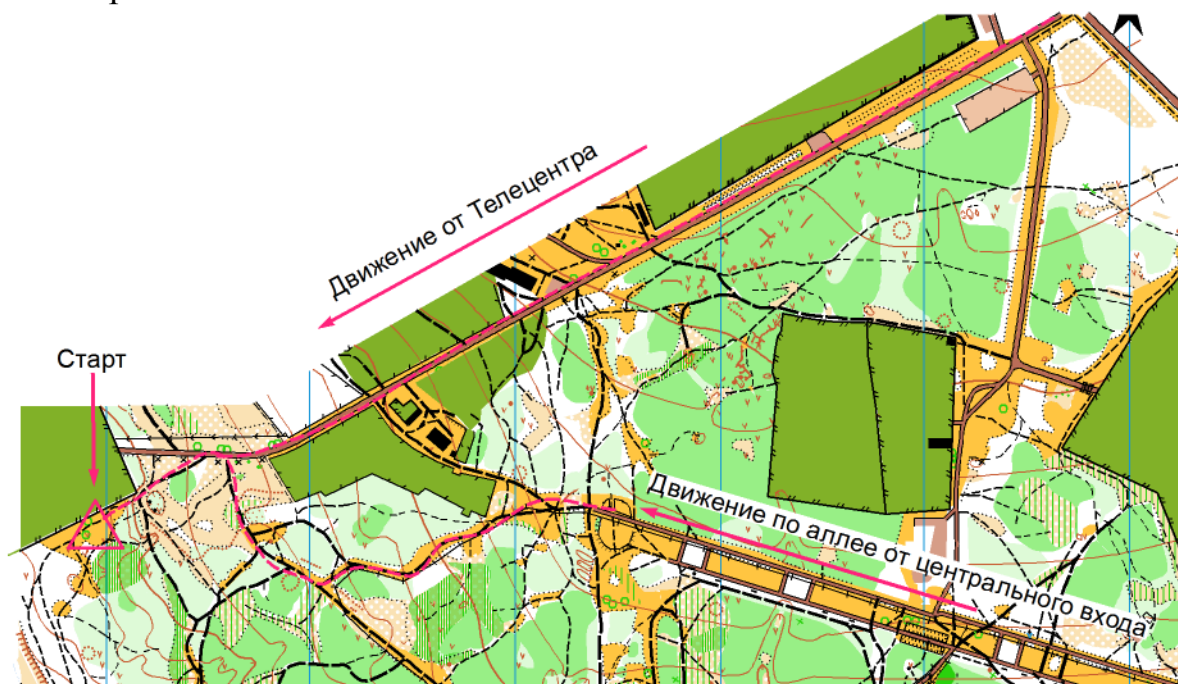 Движение от Телецентра
Старт
Движение по аллее от центрального входа